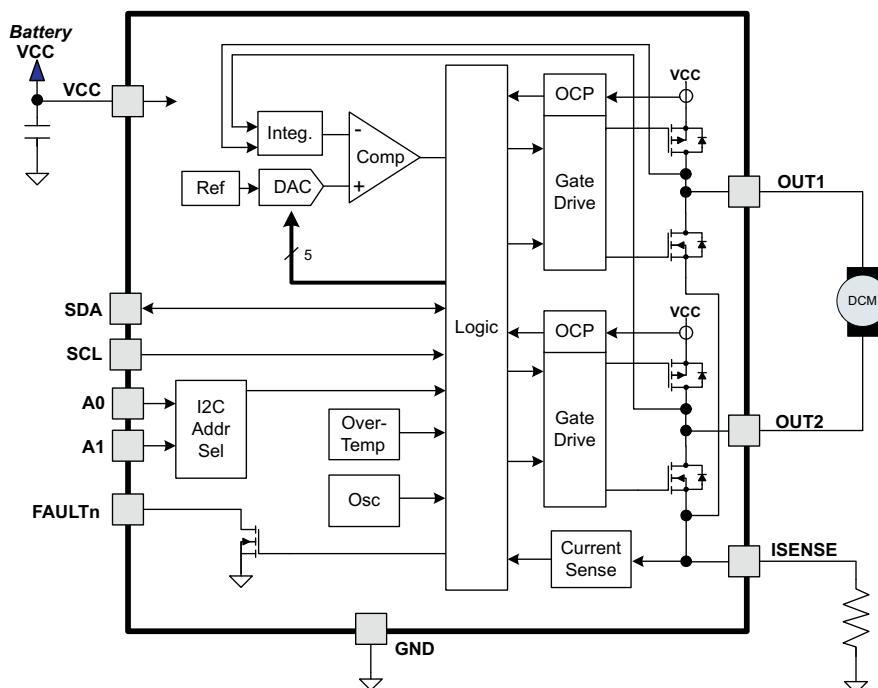 Battery
VCC
VCC
Integ.
-
Comp
+
Ref
DAC
5
Logic
OCP
VCC
Gate
Drive
OUT1
DCM
SDA
SCL
A0
A1
I2C
Addr
Sel
Over-
Temp
Osc
FAULTn
OCP
VCC
Gate
Drive
OUT2
Current
Sense
ISENSE
GND